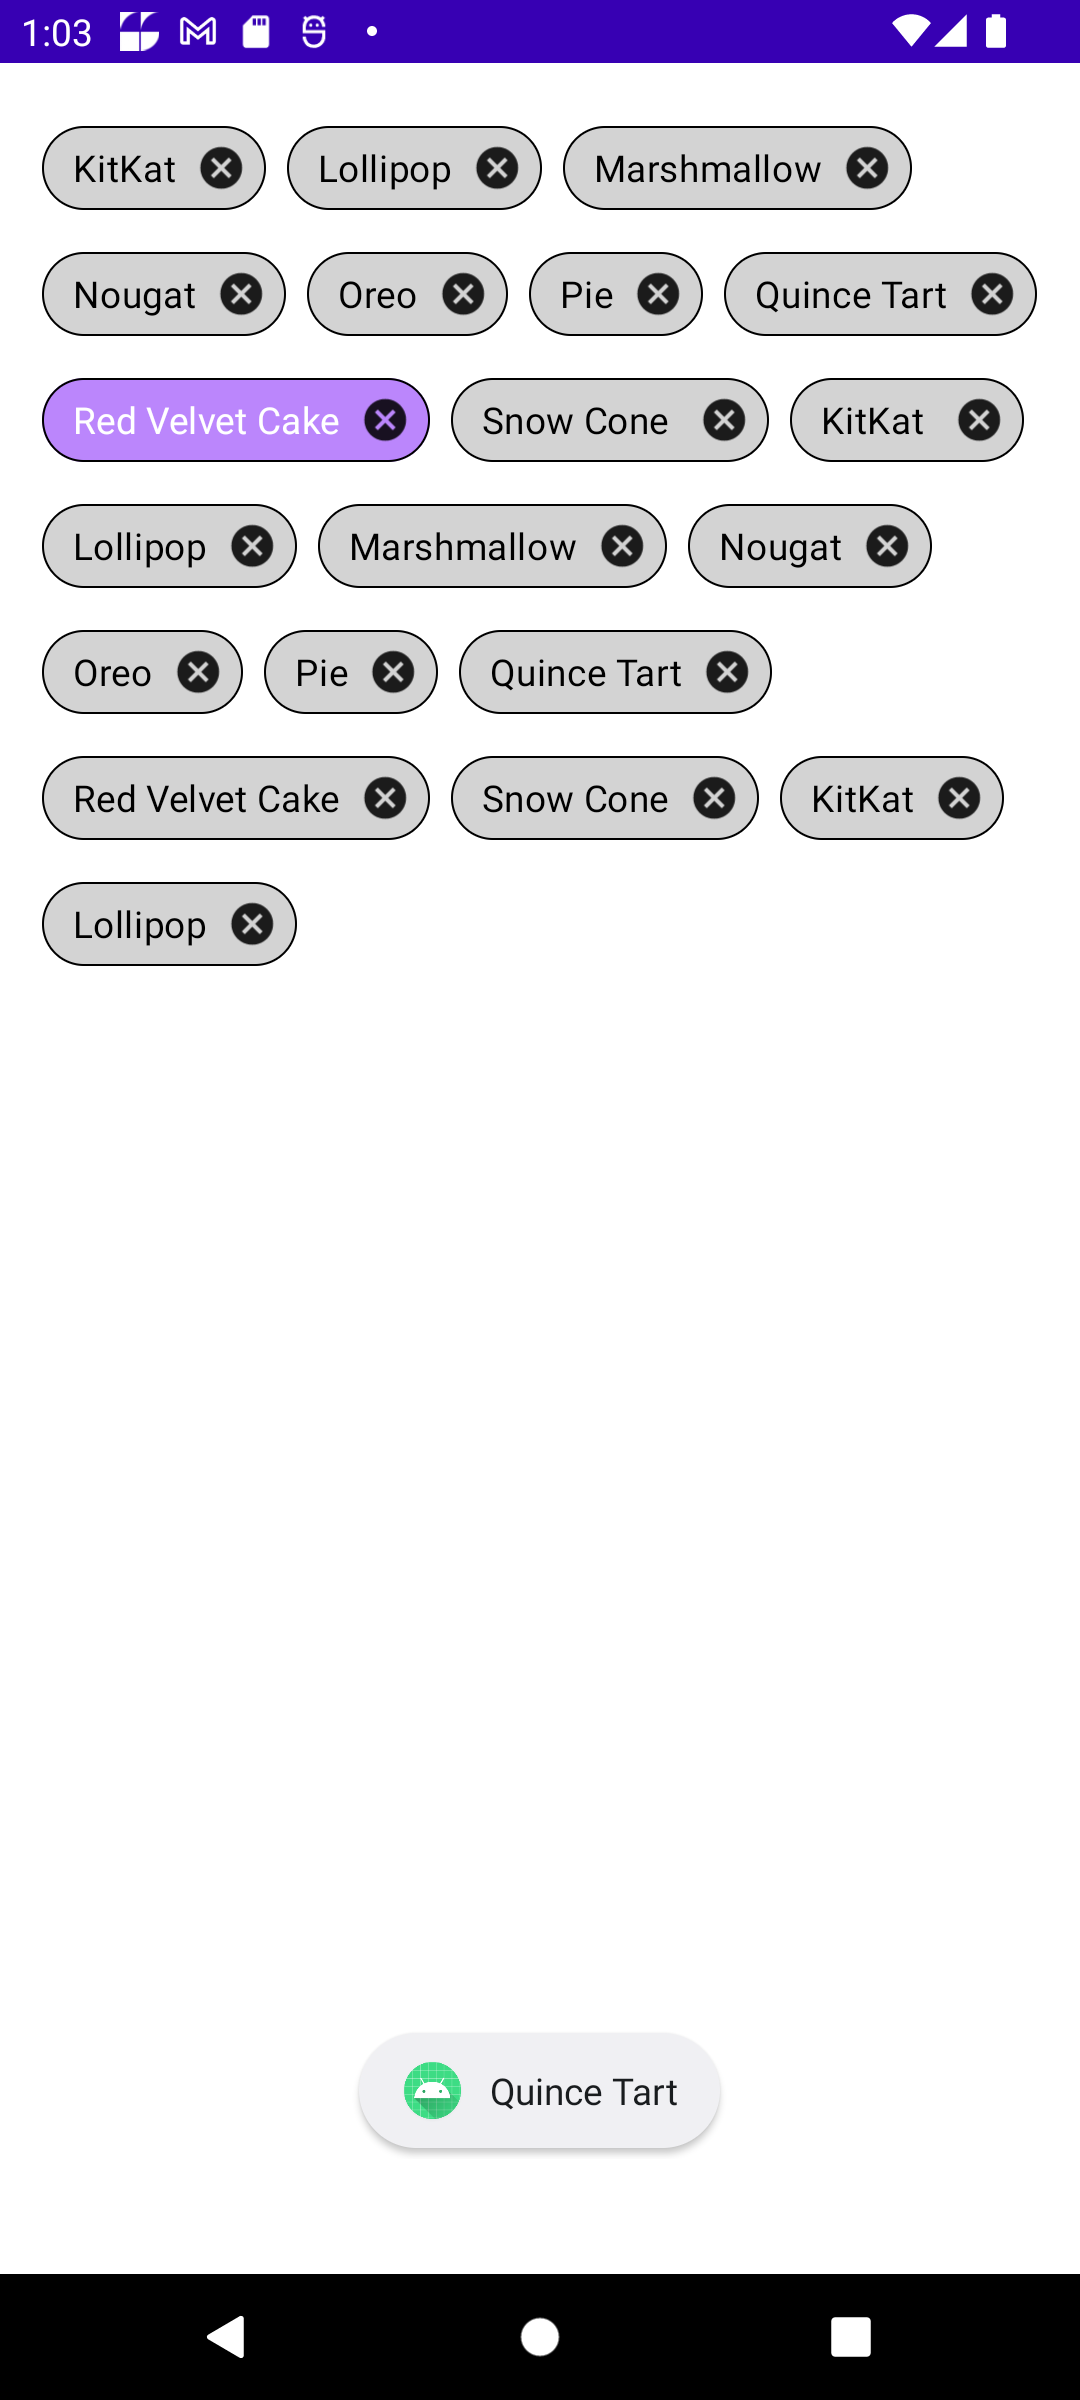 1:03
KitKat Lollipop Marshmallow
Nougat Oreo Pie Quince Tart
Red Velvet Cake Snow Cone KitKat
Lollipop Marshmallow Nougat
Oreo Pie Quince Tart
Red Velvet Cake Snow Cone KitKat
Lollipop
Quince Tart